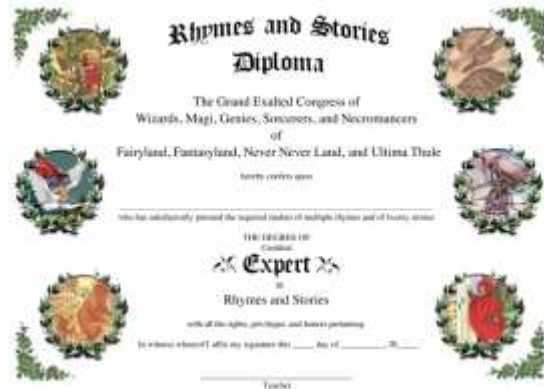 Rhymes and Stories
Diploma
The Grand Exalted Congress of
Wizards, Magi, Genies, Sorcerers, and Necromancers
of
Fairyland, Fantasyland, Never Never Land, and Ultima Thule
hereby confers upon
who has satisfactorily pursued the required studies of multiple rhymes and of twenty stories
THE DEGREE OF
Certified
Expert
in
Rhymes and Stories
with all the rights, privileges, and honors pertaining
In witness whereof I affix my signature this ____ day of ________, 20____
Teacher